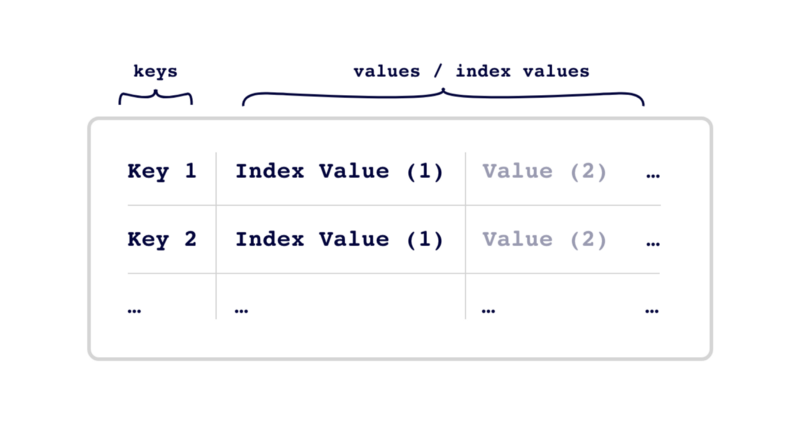 keys values / index values
Key 1 Index Value (1) Value (2) …
Key 2 Index Value (1) Value (2) …
… … … …